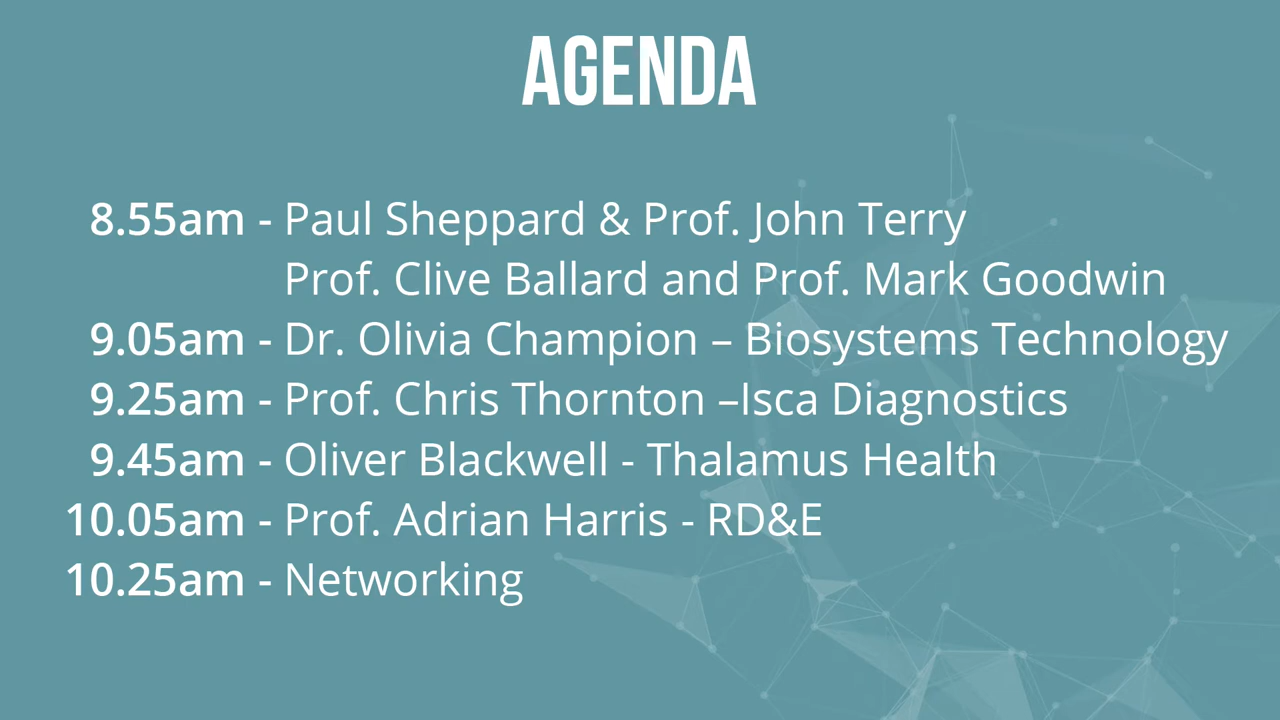 AGENDA
8.55am - Paul Sheppard & Prof. John Terry
Prof. Clive Ballard and Prof. Mark Goodwin
9.05am - Dr. Olivia Champion – Biosystems Technology
9.25am - Prof. Chris Thornton –Isca Diagnostics
9.45am - Oliver Blackwell - Thalamus Health
10.05am - Prof. Adrian Harris - RD&E
10.25am - Networking